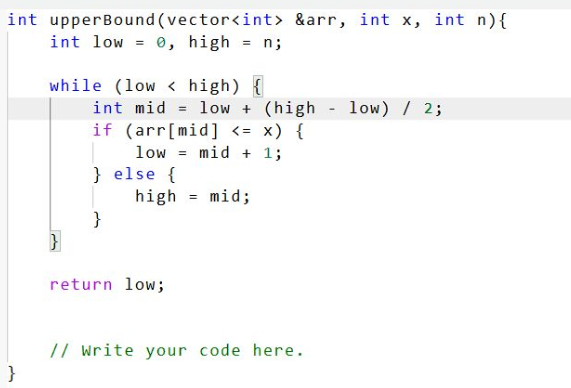 int upperBound(vector<int> &arr, int x, int n){
    int low = 0, high = n;
    while (low < high) {
        int mid = low + (high - low) / 2;
        if (arr[mid] <= x) {
            low = mid + 1;
        } else {
            high = mid;
        }
    }
    return low;
    // Write your code here.
}